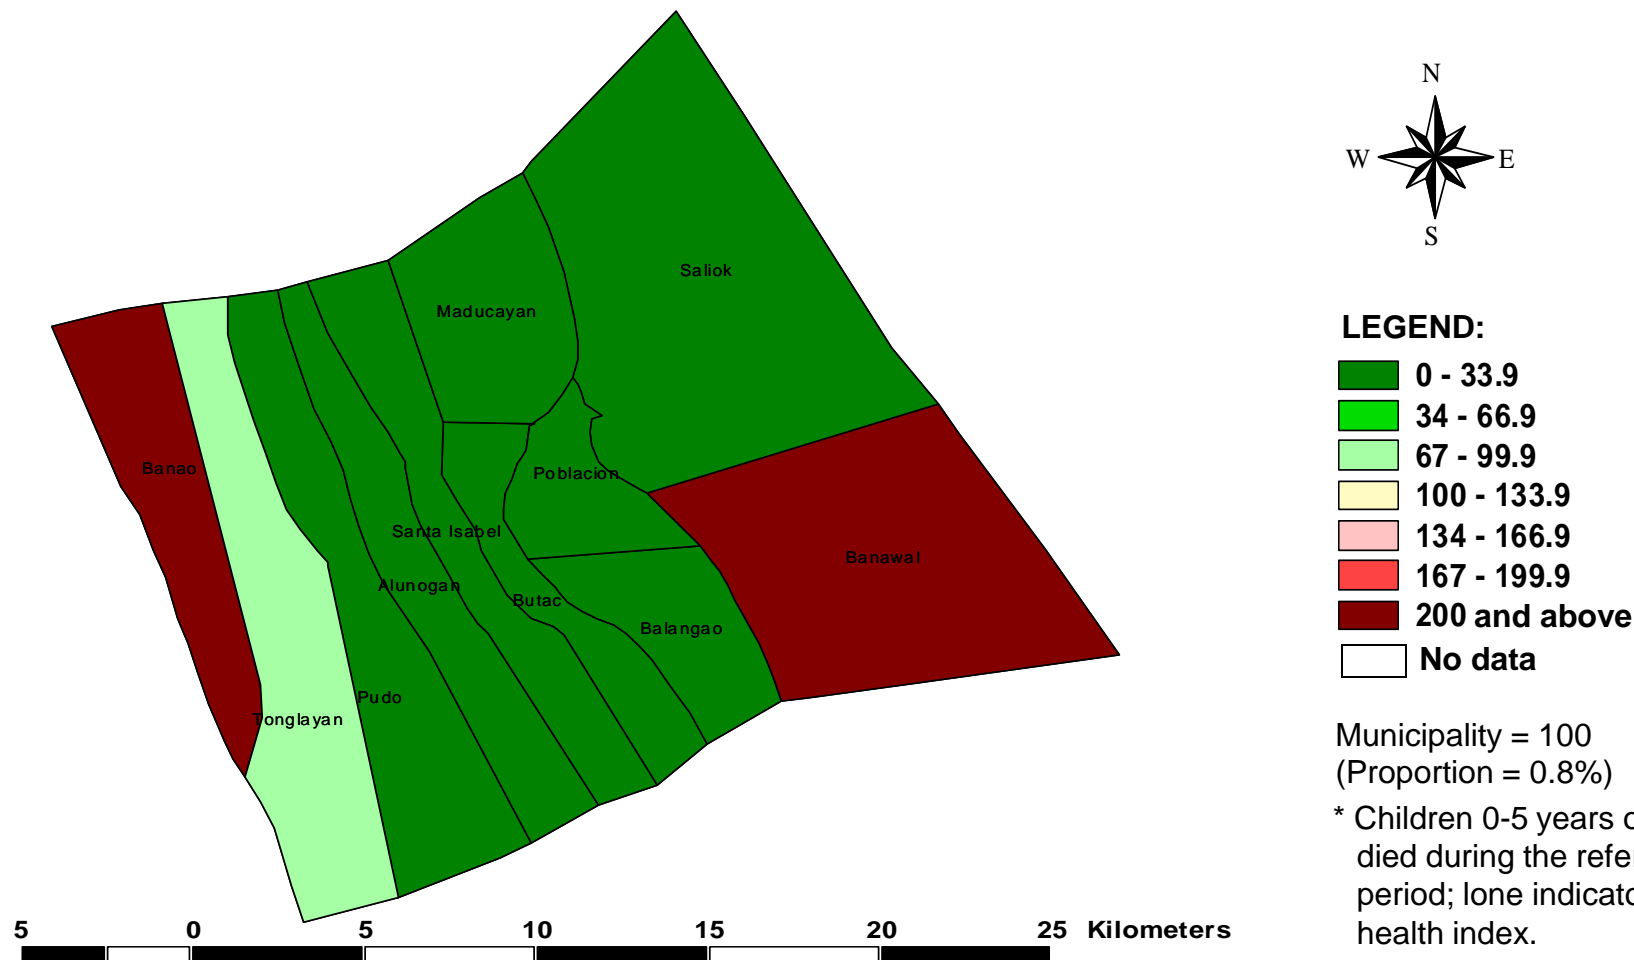 N
W E
S
Saliok
Maducayan
Banao
Poblacion
Santa Isabel
Banawal
Alunogan
Butac
Balangao
Pudo
Tonglayan
LEGEND:
0 - 33.9
34 - 66.9
67 - 99.9
100 - 133.9
134 - 166.9
167 - 199.9
200 and above
No data
Municipality = 100
(Proportion = 0.8%)
* Children 0-5 years
died during the
period; lone
health index.
5 0 5 10 15 20 25 Kilometers